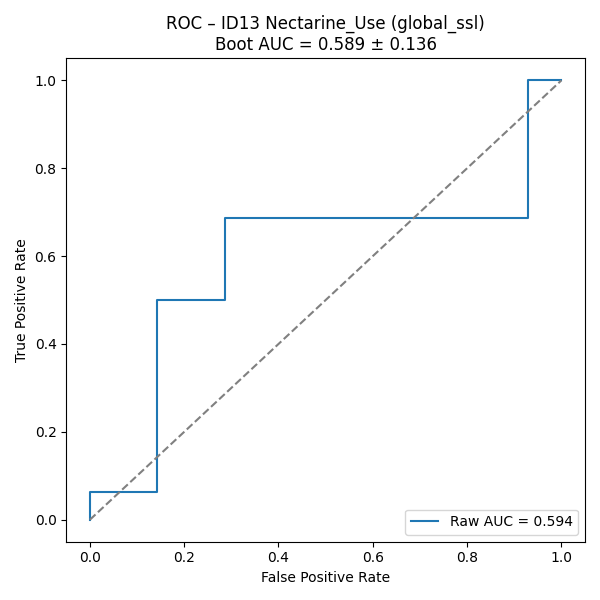 ROC – ID13 Nectarine_Use (global_ssl)
Boot AUC = 0.589 ± 0.136
1.0
0.8
0.6
0.4
0.2
0.0
True Positive Rate
Raw AUC = 0.594
0.0 0.2 0.4 0.6 0.8 1.0
False Positive Rate